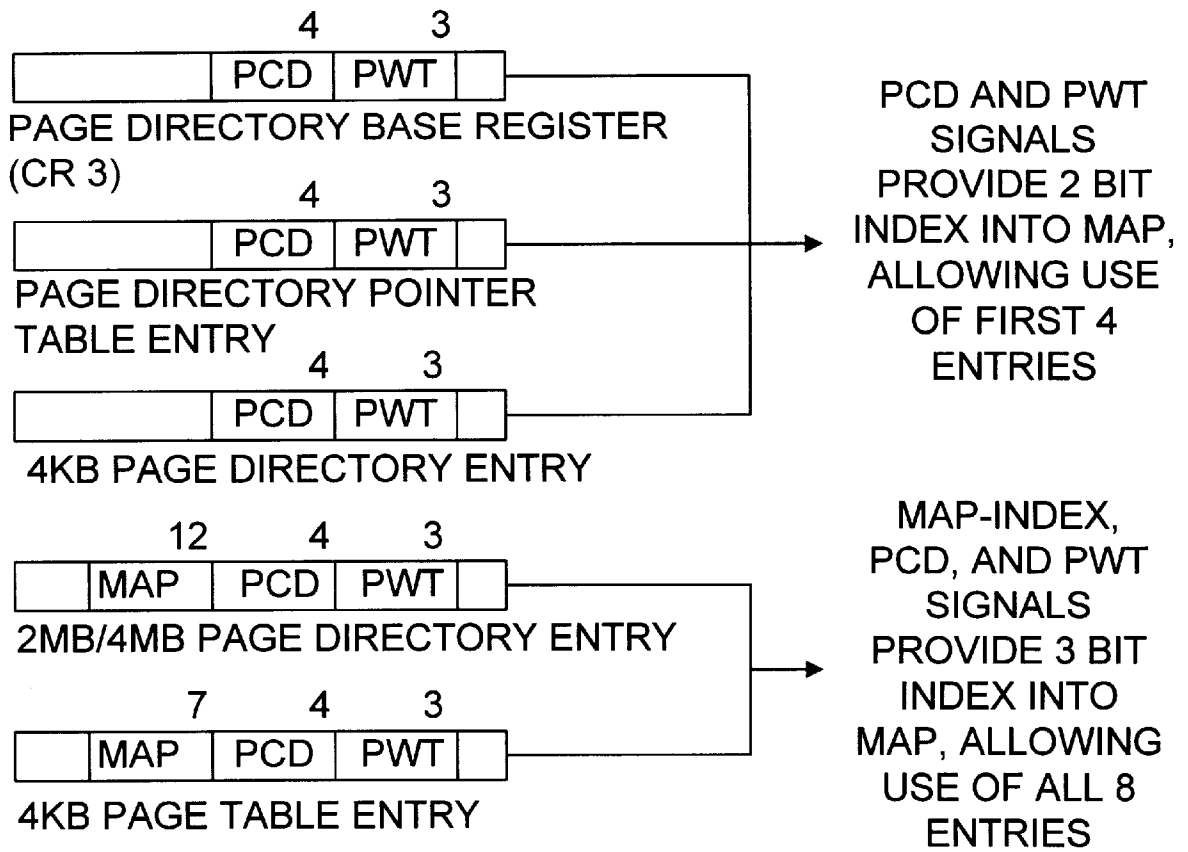 4 3
PCD PWT
PAGE DIRECTORY BASE REGISTER
(CR 3)
4 3
PCD PWT
PAGE DIRECTORY POINTER
TABLE ENTRY
4 3
PCD PWT
4KB PAGE DIRECTORY ENTRY
PCD AND PWT
SIGNALS
PROVIDE 2 BIT
INDEX INTO MAP,
ALLOWING USE
OF FIRST 4
ENTRIES
12 4 3
MAP PCD PWT
2MB/4MB PAGE DIRECTORY ENTRY
7 4 3
MAP PCD PWT
4KB PAGE TABLE ENTRY
MAP-INDEX,
PCD, AND PWT
SIGNALS
PROVIDE 3 BIT
INDEX INTO
MAP, ALLOWING
USE OF ALL 8
ENTRIES